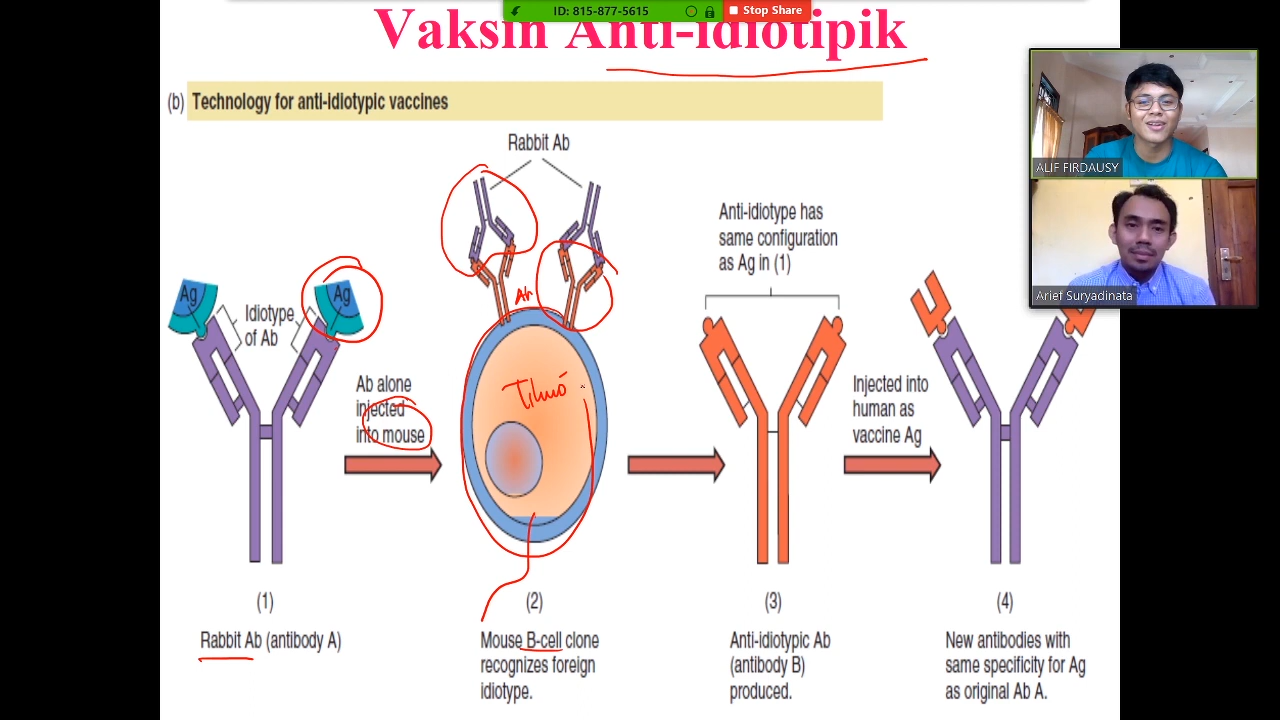 ID: 815-877-5615
Stop Share
Vaksin Anti-idiotipik
(b) Technology for anti-idiotypic vaccines
Rabbit Ab
ALIF FIRDAUSY
Arief Suryadinata
Anti-idiotype has
same configuration
as Ag in (1)
Ag
Ag
Idiotype
of Ab
Ab alone
injected
into mouse
Injected into
human as
vaccine Ag
(1)
(2)
(3)
(4)
Rabbit Ab (antibody A)
Mouse B-cell clone
recognizes foreign
idiotype.
Anti-idiotypic Ab
(antibody B)
produced.
New antibodies with
same specificity for Ag
as original Ab A.